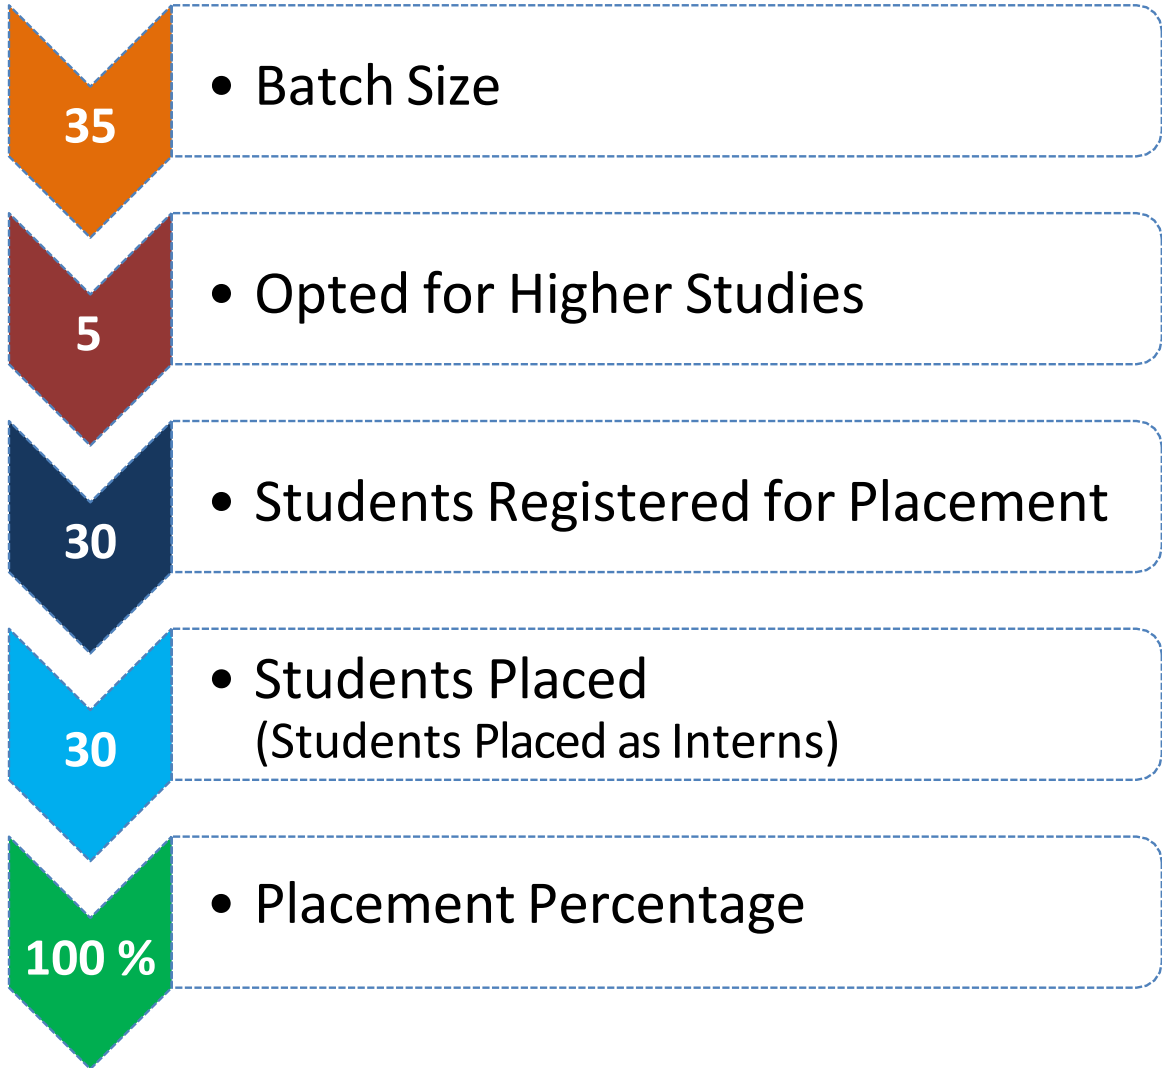 35
• Batch Size
5
• Opted for Higher Studies
30
• Students Registered for Placement
30
• Students Placed
(Students Placed as Interns)
100 %
• Placement Percentage